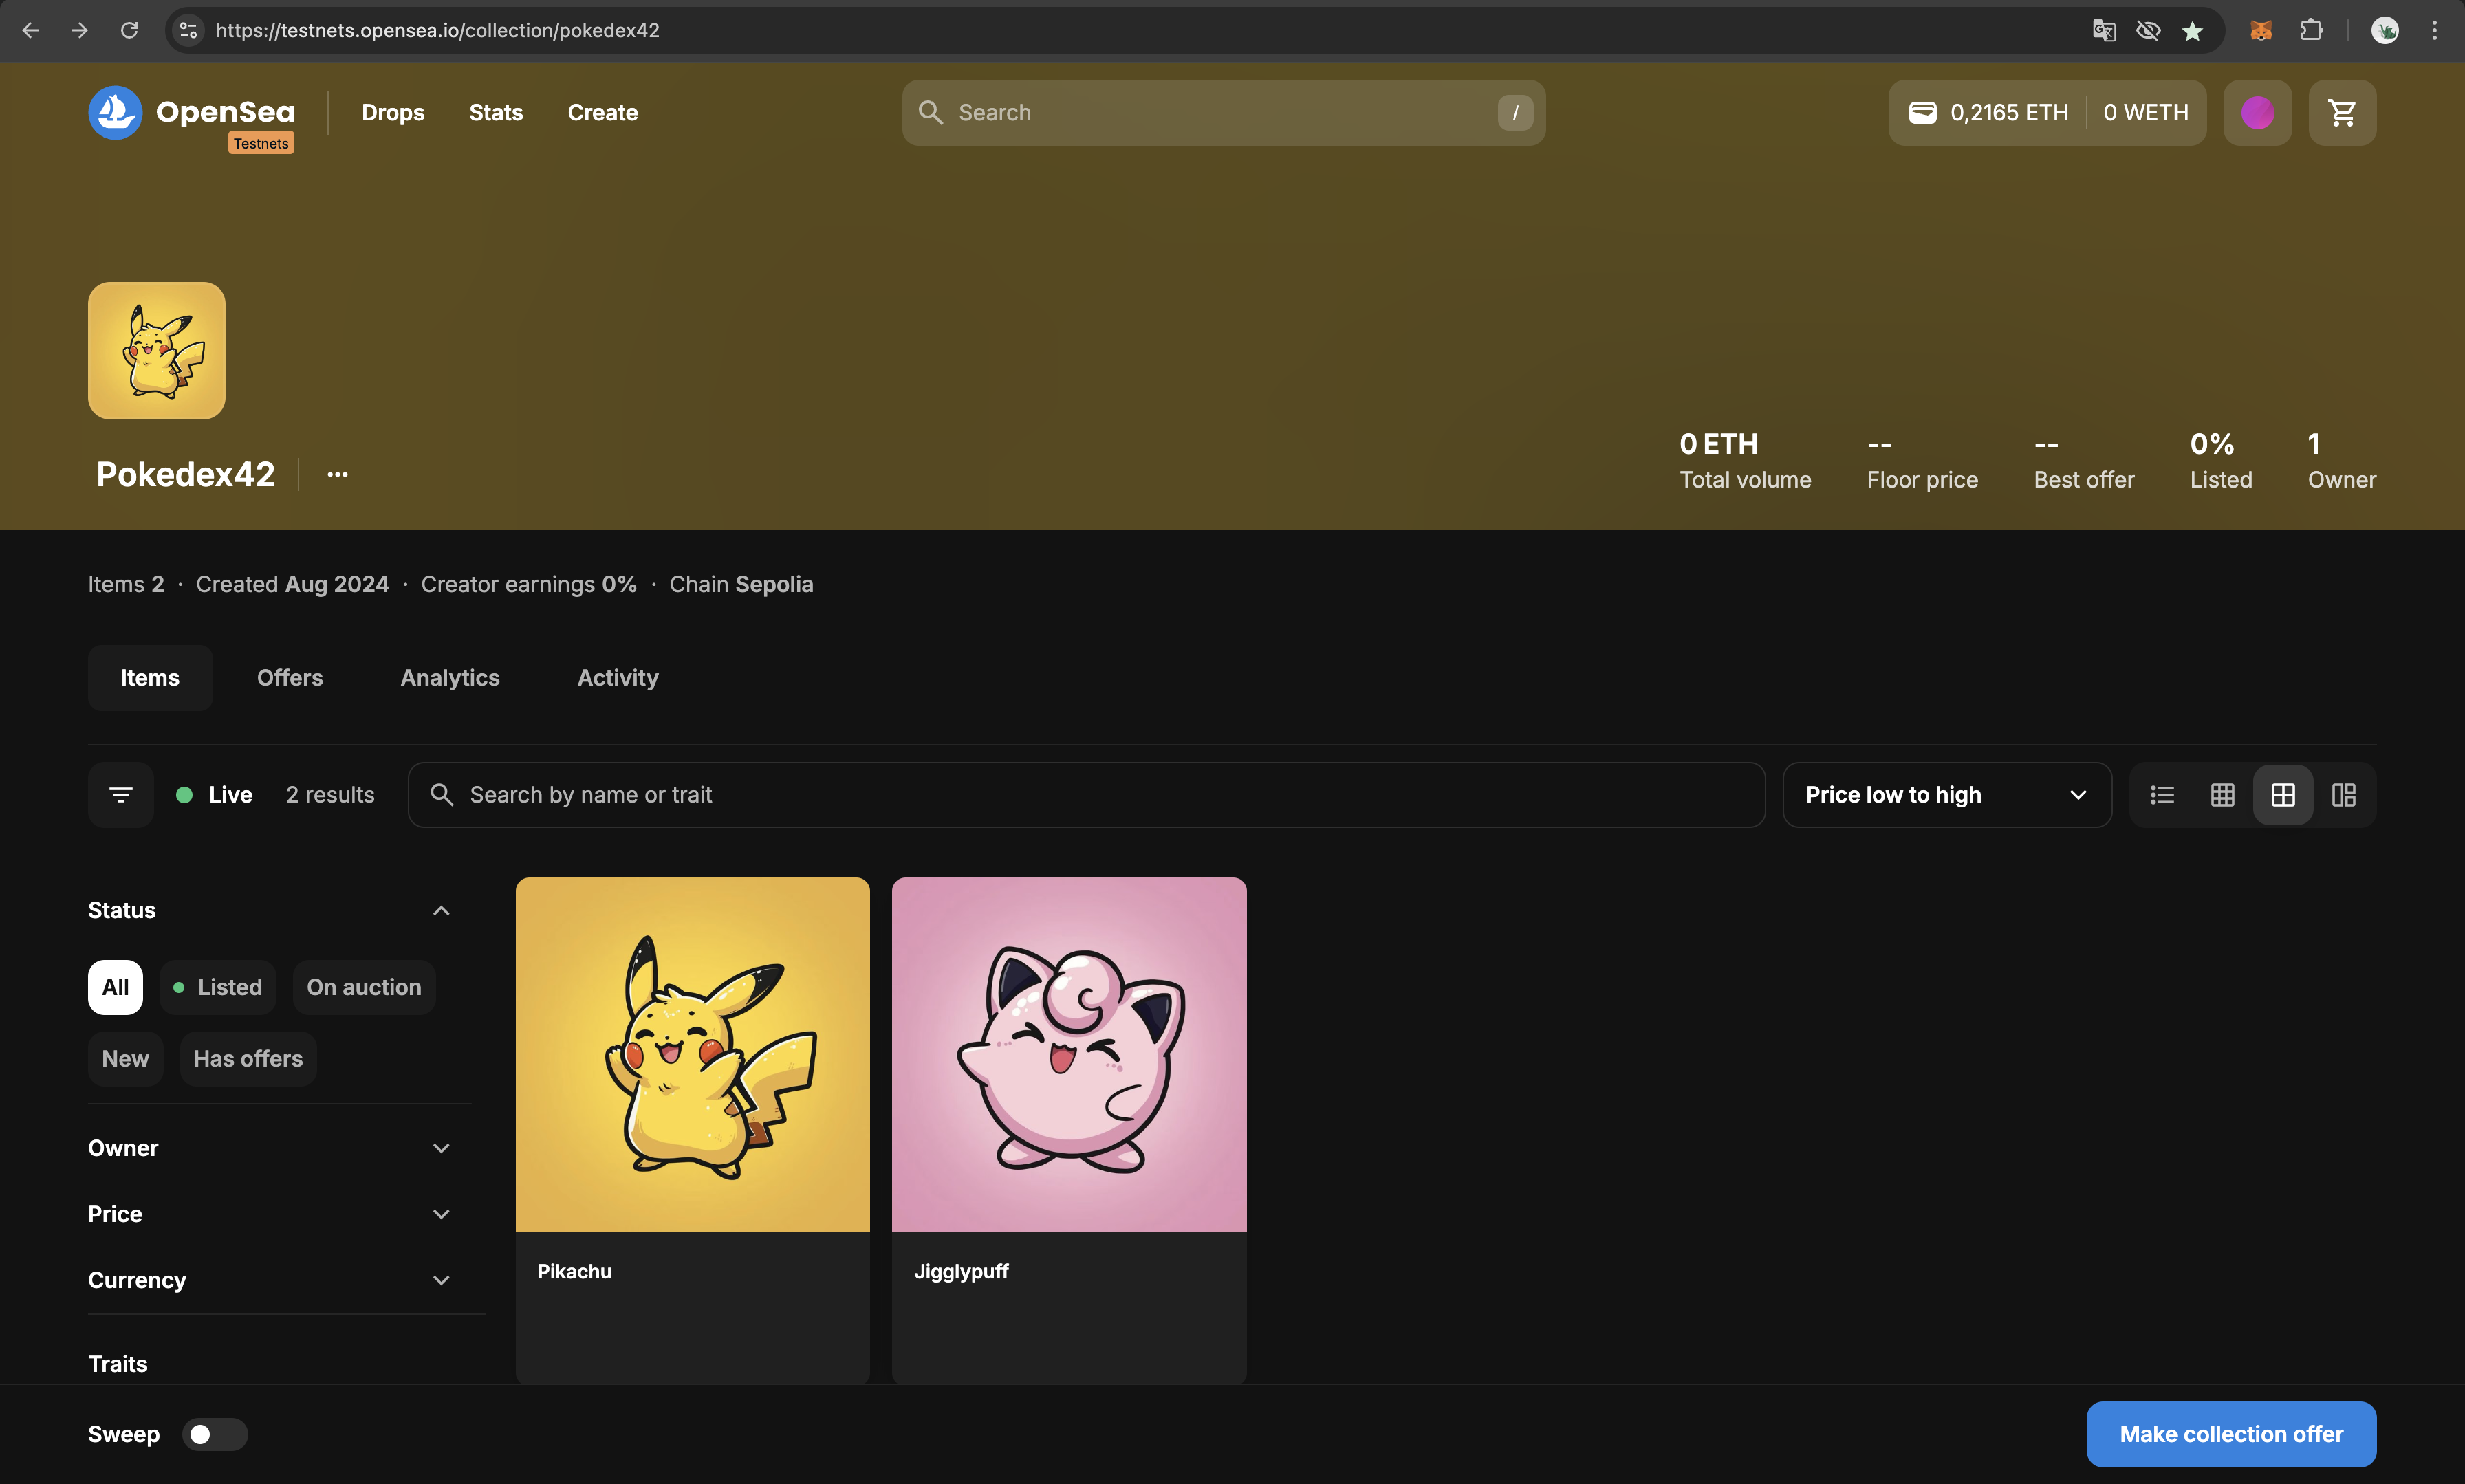 https://testnets.opensea.io/collection/pokedex42
OpenSea
Testnets
Drops Stats Create
Search /
0,2165 ETH 0 WETH
Pokedex42 ...
0 ETH -- -- 0% 1
Total volume Floor price Best offer Listed Owner
Items 2 · Created Aug 2024 · Creator earnings 0% · Chain Sepolia
Items Offers Analytics Activity
Live 2 results Search by name or trait Price low to high
Status
All Listed On auction
New Has offers
Owner
Price
Currency
Traits
Pikachu Jigglypuff
Sweep Make collection offer